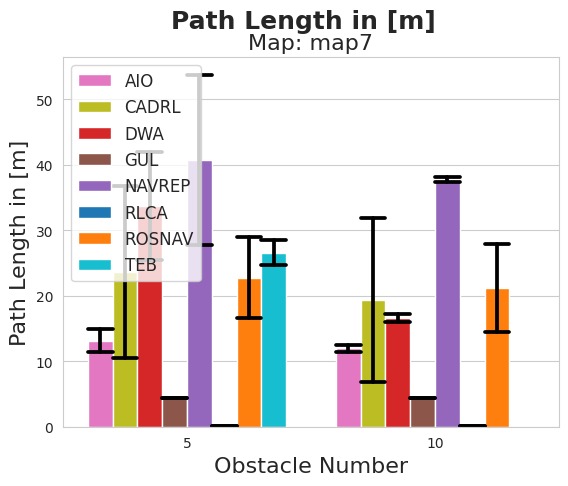 Path Length in [m]
Map: map7
Path Length in [m]
50
40
30
20
10
0
AIO
CADRL
DWA
GUL
NAVREP
RLCA
ROSNAV
TEB
5
10
Obstacle Number